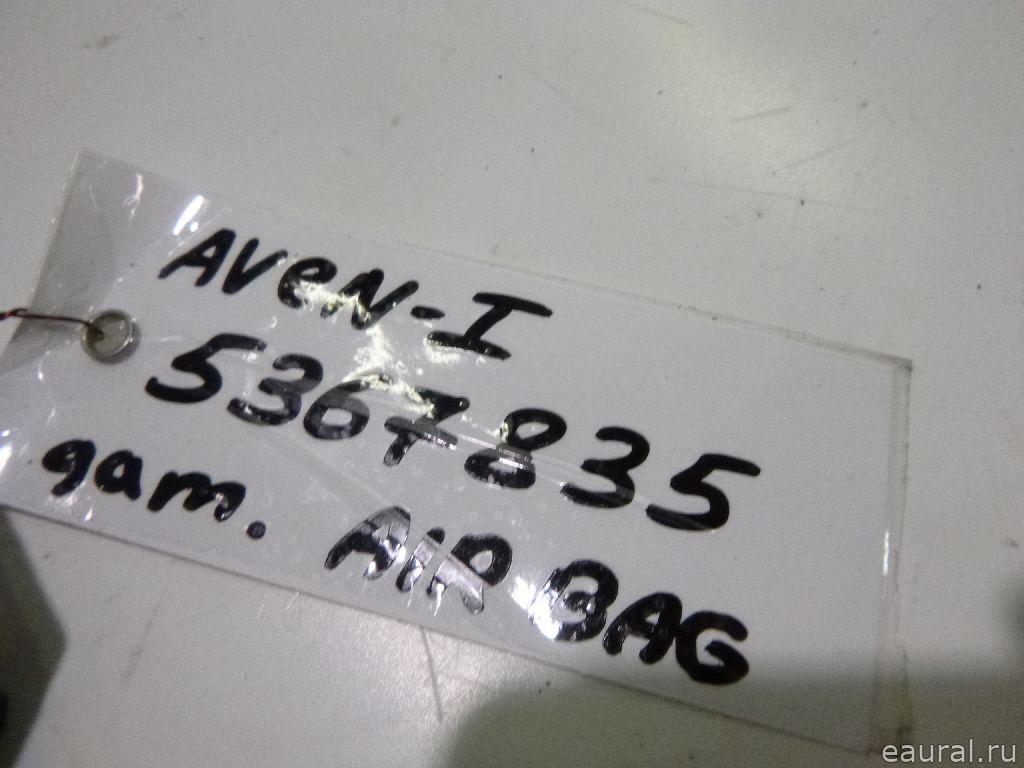 AveN-I
5367835
дат. AIR BAG
eaural.ru